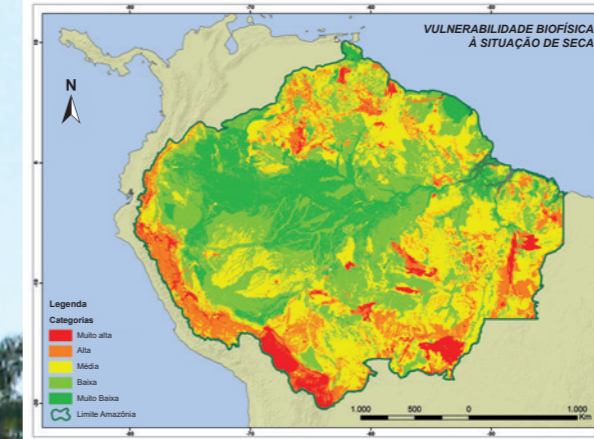 VULNERABILIDADE BIOFÍSICA
À SITUAÇÃO DE SECA
N
Legenda
Categorias
Muito alta
Alta
Média
Baixa
Muito Baixa
Limite Amazônia
1.000 500 0 1.000
Km